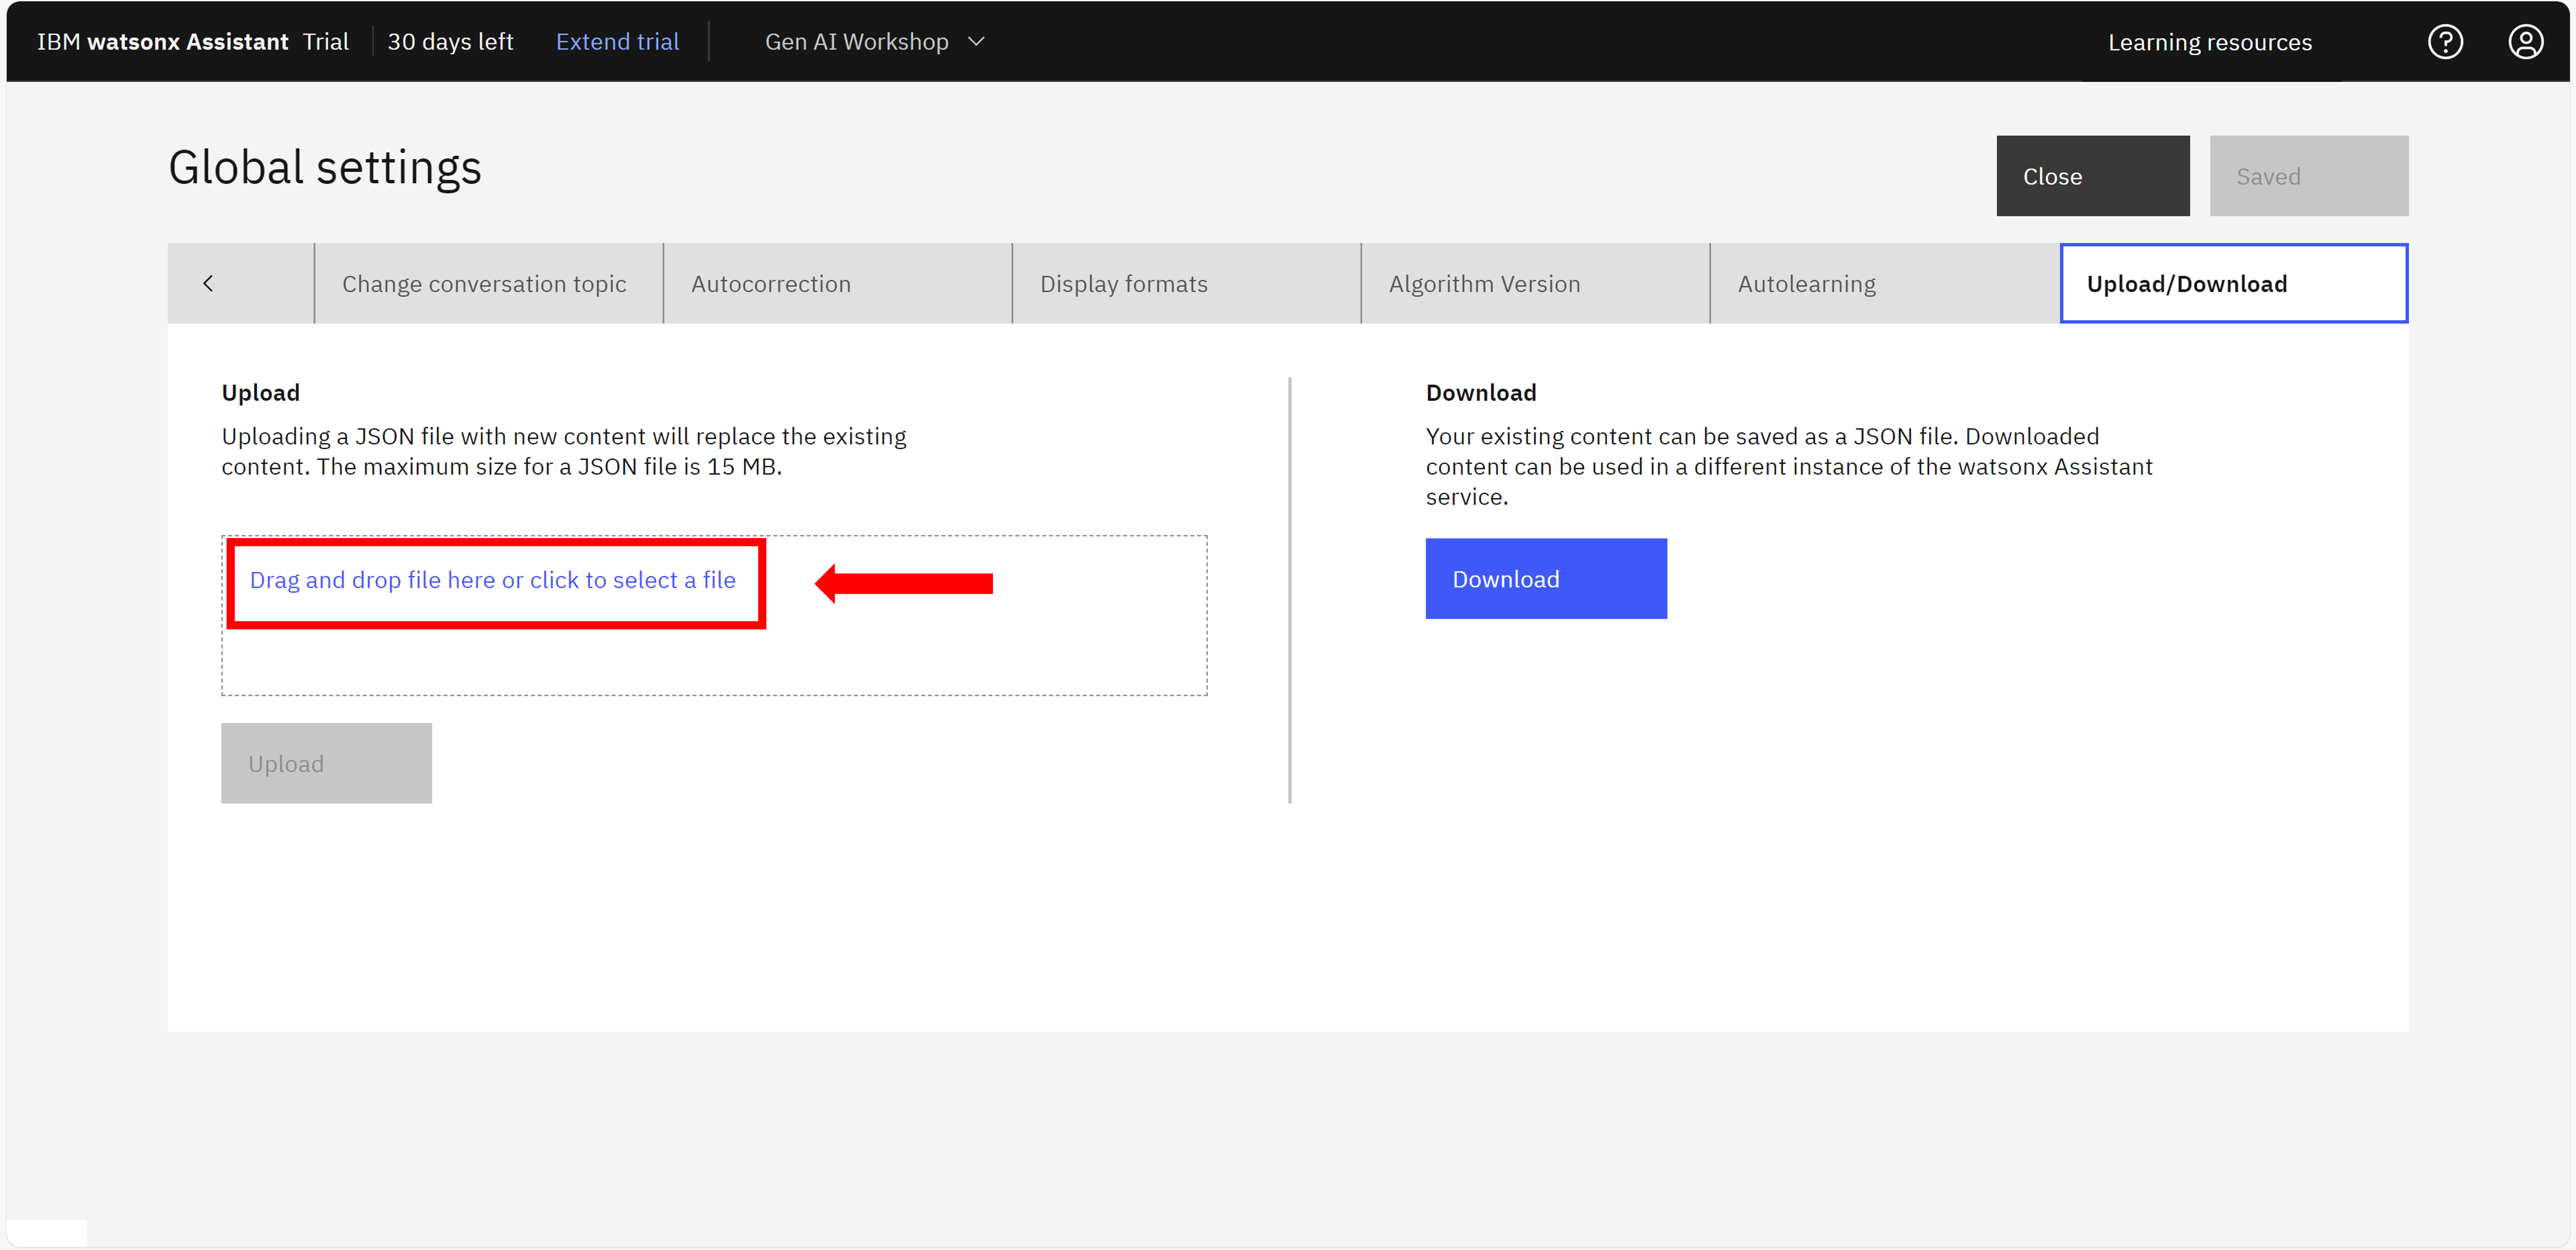 IBM watsonx Assistant Trial 30 days left Extend trial Gen AI Workshop Learning resources
Global settings
Close Saved
Change conversation topic Autocorrection Display formats Algorithm Version Autolearning Upload/Download
Upload
Uploading a JSON file with new content will replace the existing
content. The maximum size for a JSON file is 15 MB.
Drag and drop file here or click to select a file
Upload
Download
Your existing content can be saved as a JSON file. Downloaded
content can be used in a different instance of the watsonx Assistant
service.
Download